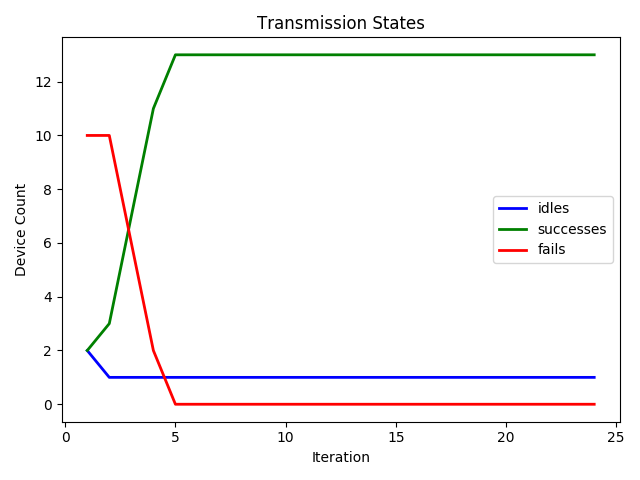 Transmission States
Device Count
12
10
8
6
4
2
0
idles
successes
fails
0 5 10 15 20 25
Iteration